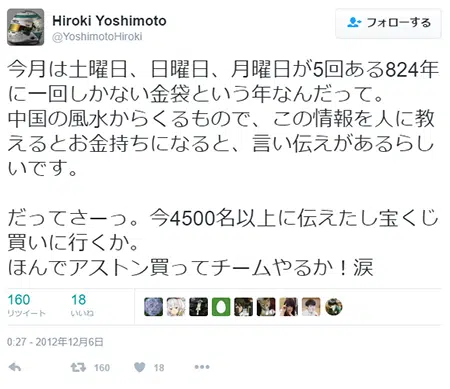 Hiroki Yoshimoto
@YoshimotoHiroki
フォローする
今月は土曜日、日曜日、月曜日が5回ある824年
に一回しかない金袋という年なんだって。
中国の風水からくるもので、この情報を人に教
えるとお金持ちになると、言い伝えがあるらし
いです。
だってさーっ。今4500名以上に伝えたし宝くじ
買いに行くか。
ほんでアストン買ってチームやるか！涙
160 18
リツイート いいね
0:27 - 2012年12月6日
160 18